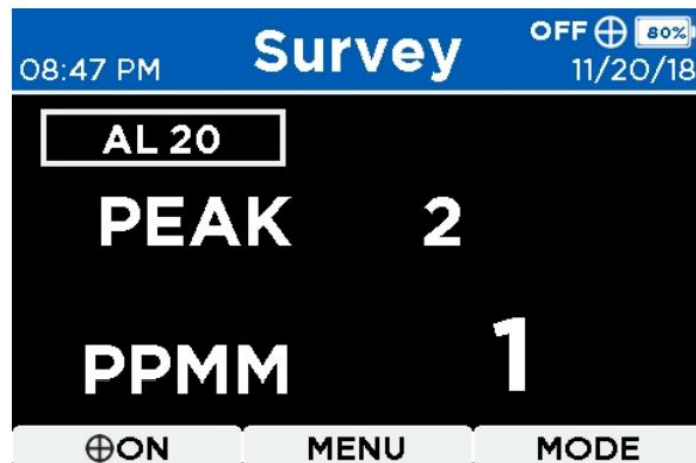 08:47 PM Survey OFF 80% 11/20/18
AL 20
PEAK 2
PPMM 1
⊕ON MENU MODE